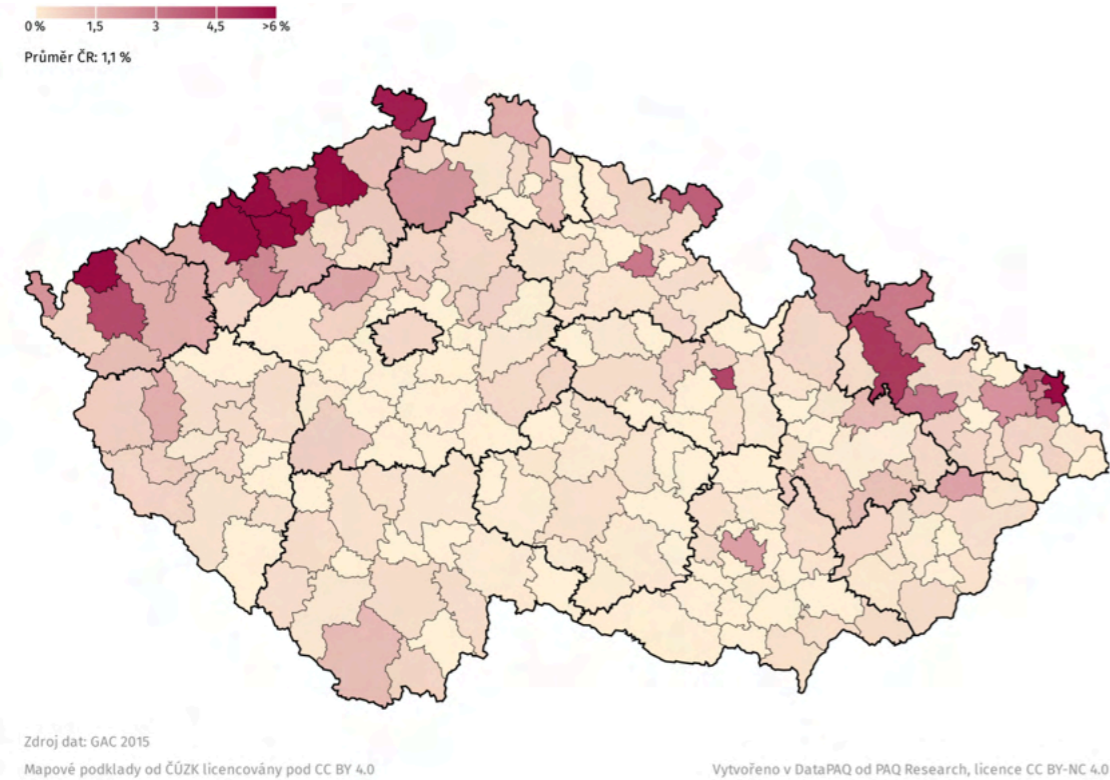 0 % 1,5 3 4,5 >6 %
Průměr ČR: 1,1 %
Zdroj dat: GAC 2015
Mapové podklady od ČÚZK licencovány pod CC BY 4.0
Vytvořeno v DataPAQ od PAQ Research, licence CC BY-NC 4.0